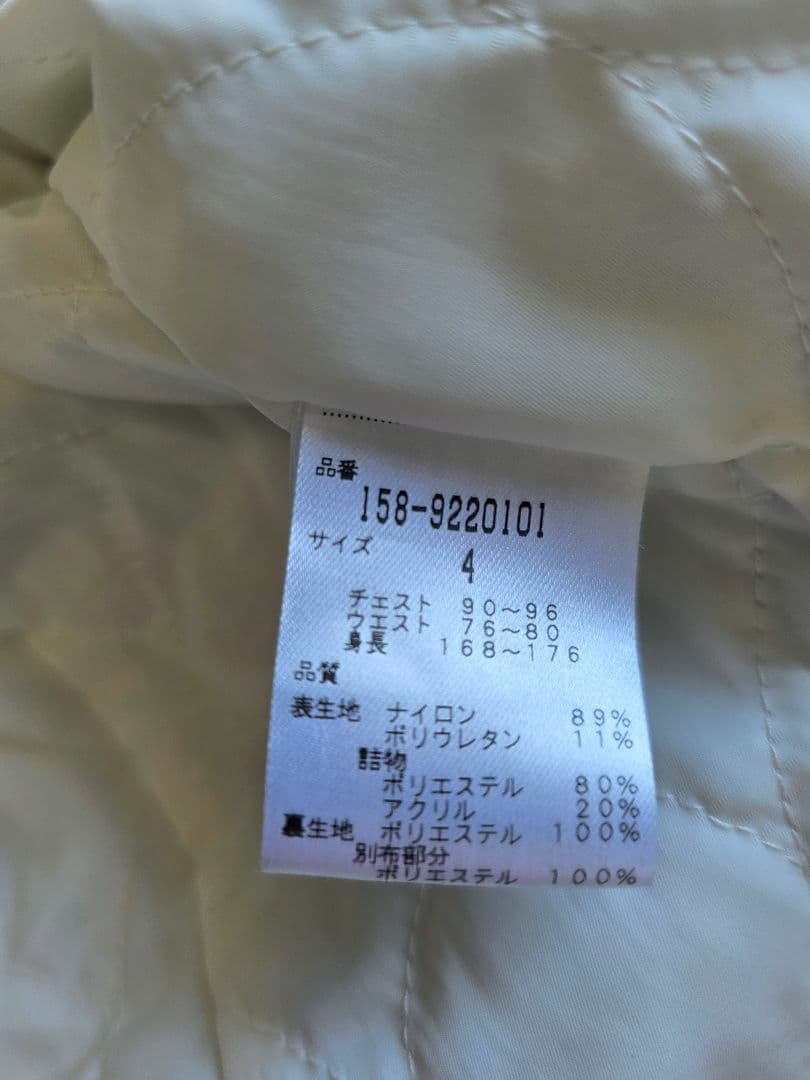 品番
158-9220101
サイズ
4
チェスト 90〜96
ウエスト 76〜80
身長 168〜176
品質
表生地 ナイロン 89%
ポリウレタン 11%
詰物
ポリエステル 80%
アクリル 20%
裏生地 ポリエステル 100%
別布部分
ポリエステル 100%